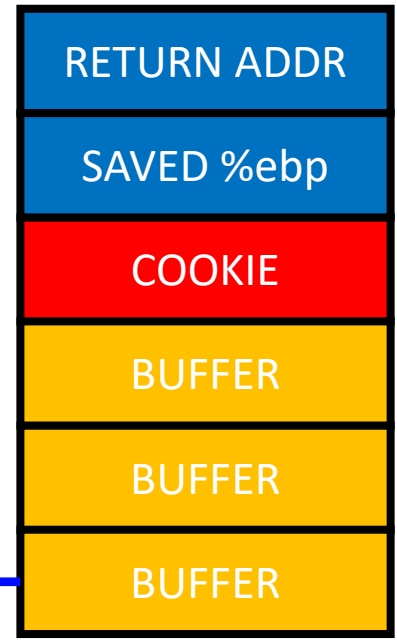 RETURN ADDR
SAVED %ebp
COOKIE
BUFFER
BUFFER
BUFFER